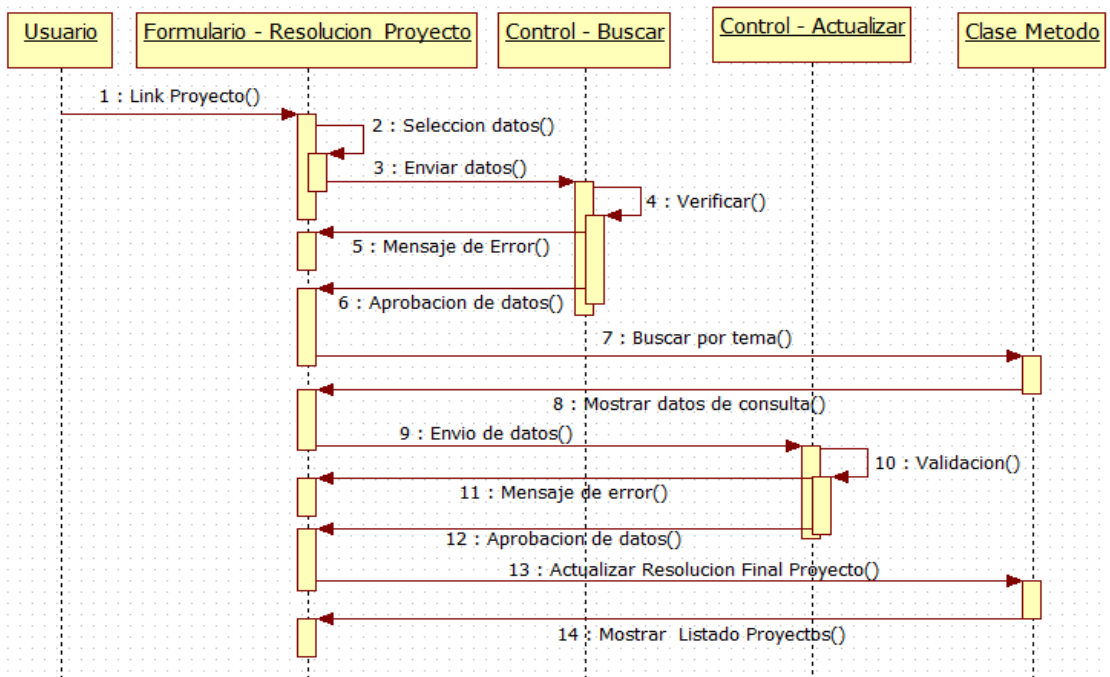 Usuario
Formulario - Resolucion Proyecto
Control - Buscar
Control - Actualizar
Clase Metodo
1 : Link Proyecto()
2 : Seleccion datos()
3 : Enviar datos()
4 : Verificar()
5 : Mensaje de Error()
6 : Aprobacion de datos()
7 : Buscar por tema()
8 : Mostrar datos de consulta()
9 : Envio de datos()
10 : Validacion()
11 : Mensaje de error()
12 : Aprobacion de datos()
13 : Actualizar Resolucion Final Proyecto()
14 : Mostrar Listado Proyectos()